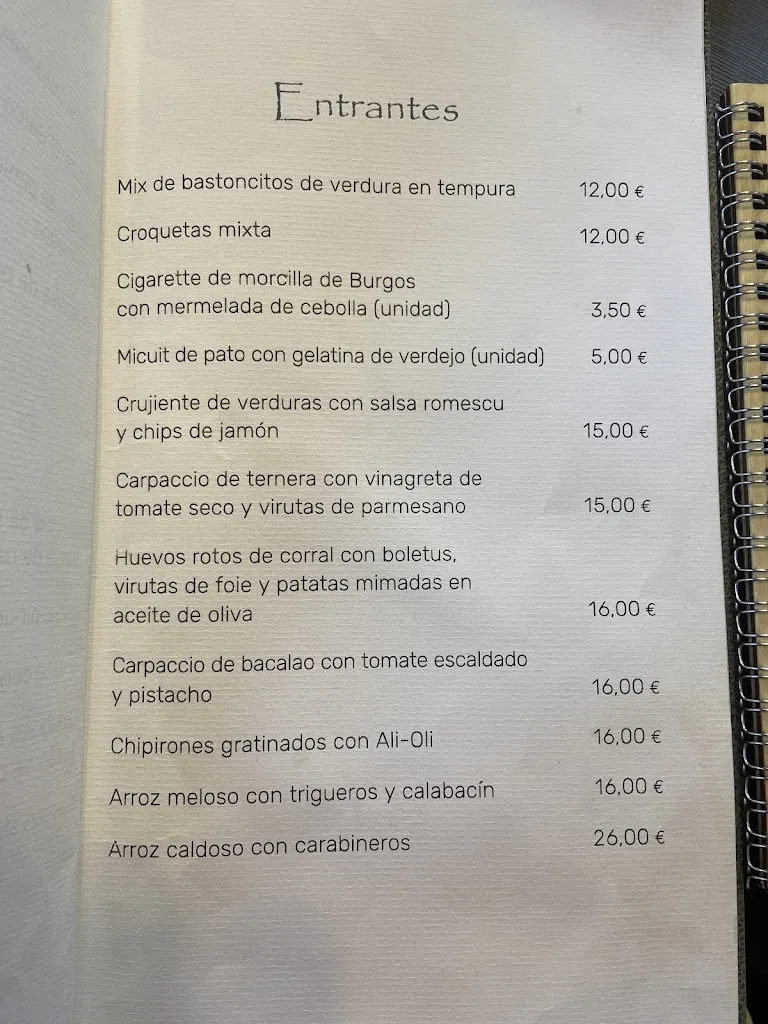 Entrantes
Mix de bastoncitos de verdura en tempura 12,00 €
Croquetas mixta 12,00 €
Cigarette de morcilla de Burgos
con mermelada de cebolla (unidad) 3,50 €
Micuit de pato con gelatina de verdejo (unidad) 5,00 €
Crujiente de verduras con salsa romescu
y chips de jamón 15,00 €
Carpaccio de ternera con vinagreta de
tomate seco y virutas de parmesano 15,00 €
Huevos rotos de corral con boletus,
virutas de foie y patatas mimadas en
aceite de oliva 16,00 €
Carpaccio de bacalao con tomate escaldado
y pistacho 16,00 €
Chipirones gratinados con Ali-Oli 16,00 €
Arroz meloso con trigueros y calabacín 16,00 €
Arroz caldoso con carabineros 26,00 €